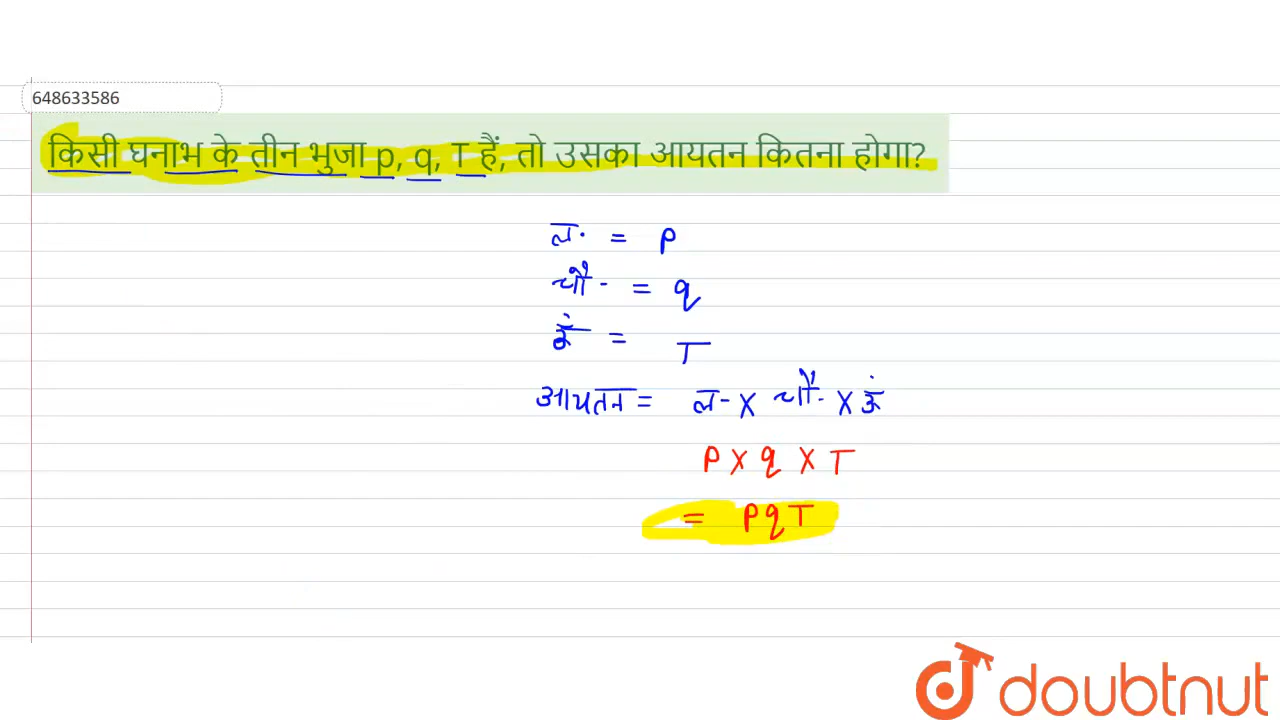 648633586
किसी घनाभ के तीन भुजा p, q, T हैं, तो उसका आयतन कितना होगा?
ल. = P
चौ. = q
ऊँ = T
आयतन = ल. X चौ. X ऊँ
P X q X T
= PqT
doubtnut